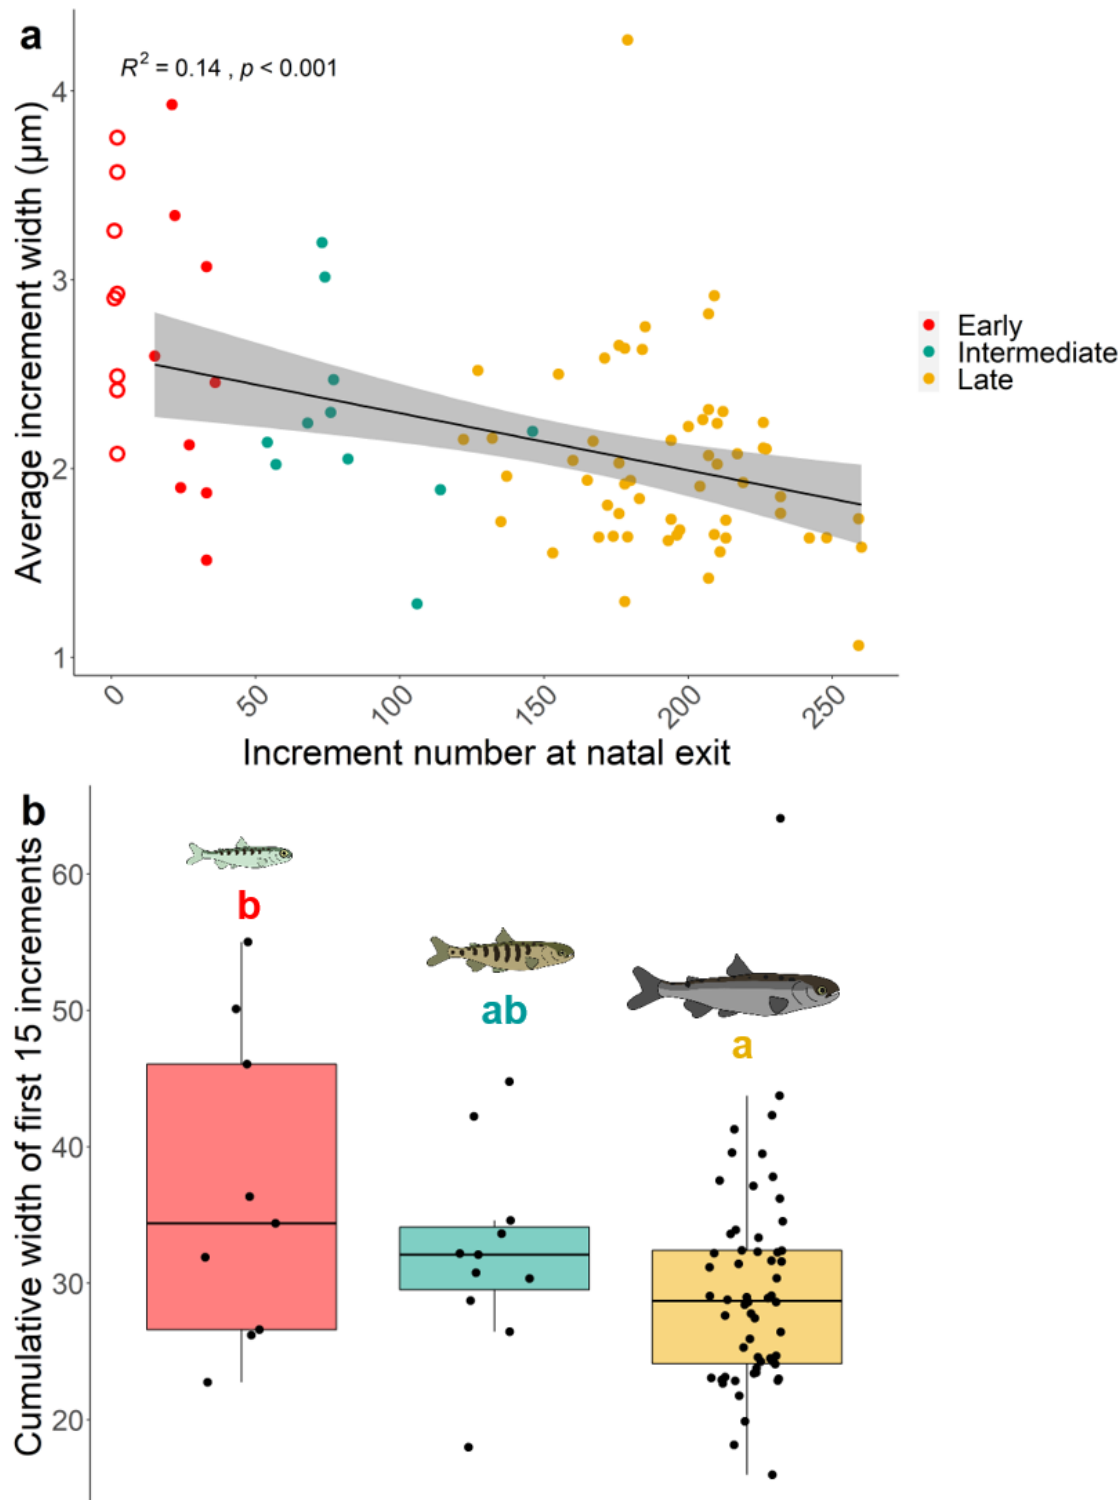 a
R² = 0.14 , p < 0.001
Average increment width (µm)
4
3
2
1
0
50
100
150
200
250
Increment number at natal exit
Early
Intermediate
Late
b
Cumulative width of first 15 increments
60
50
40
30
20
b
ab
a